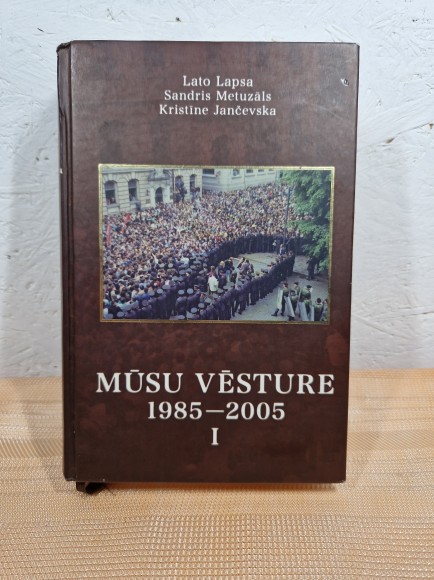 Lato Lapsa
Sandris Metuzāls
Kristīne Jančevska
MŪSU VĒSTURE
1985—2005
I